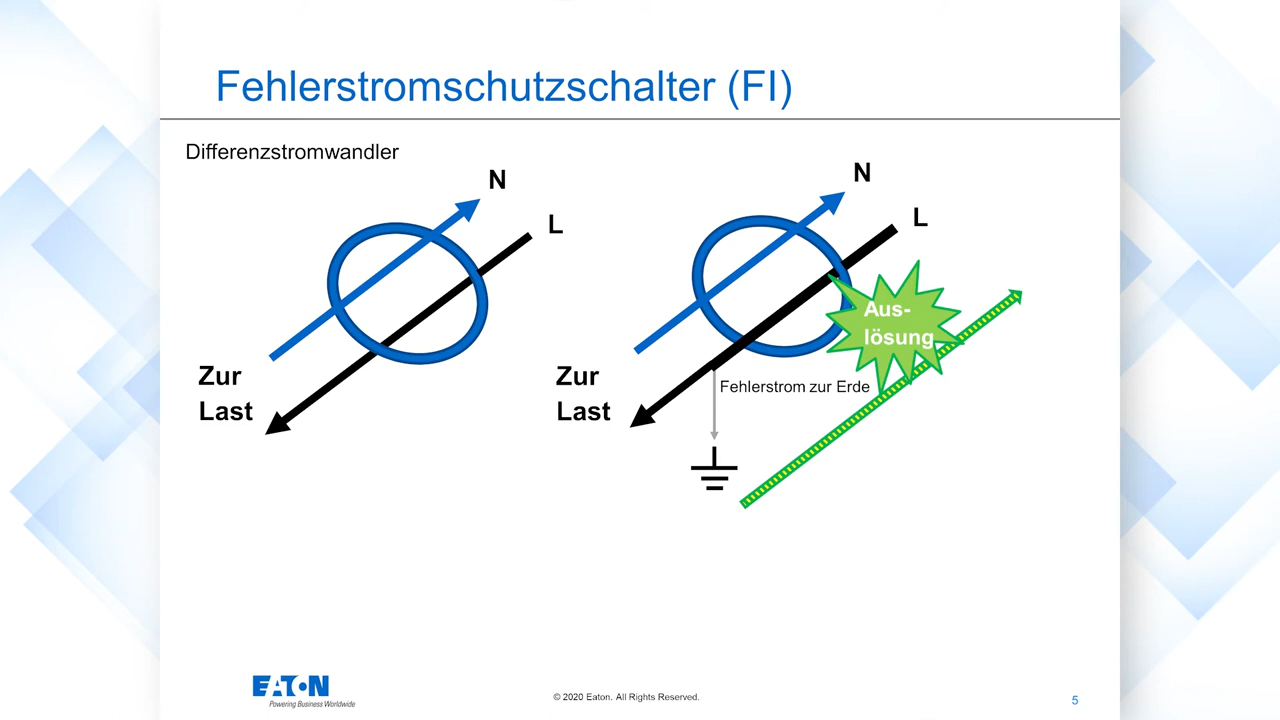 Fehlerstromschutzschalter (FI)
Differenzstromwandler
N
L
Zur
Last
N
L
Aus-
lösung
Zur
Last
Fehlerstrom zur Erde
EATON
Powering Business Worldwide
© 2020 Eaton. All Rights Reserved.
5